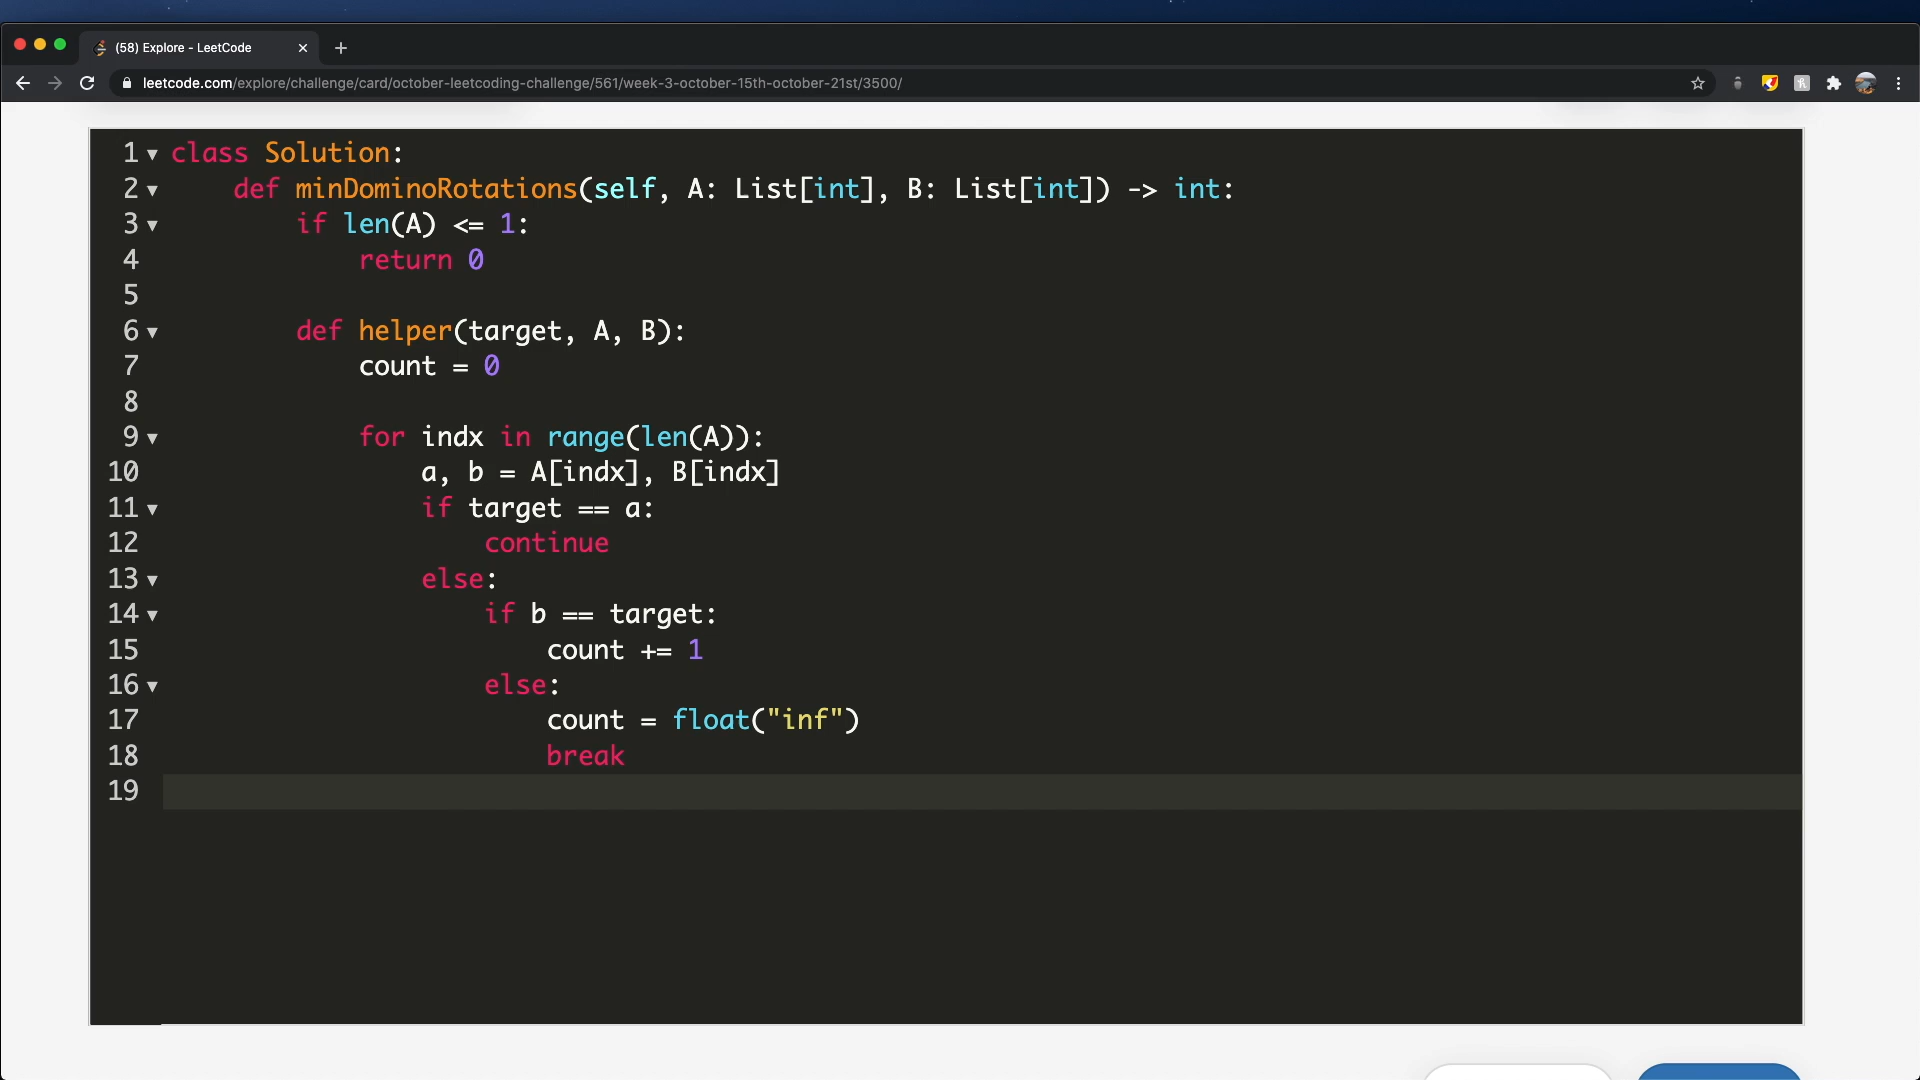 (58) Explore - LeetCode
leetcode.com/explore/challenge/card/october-leetcoding-challenge/561/week-3-october-15th-october-21st/3500/
1 class Solution:
2     def minDominoRotations(self, A: List[int], B: List[int]) -> int:
3         if len(A) <= 1:
4             return 0
5
6         def helper(target, A, B):
7             count = 0
8
9             for indx in range(len(A)):
10                 a, b = A[indx], B[indx]
11                 if target == a:
12                     continue
13                 else:
14                     if b == target:
15                         count += 1
16                     else:
17                         count = float("inf")
18                         break
19